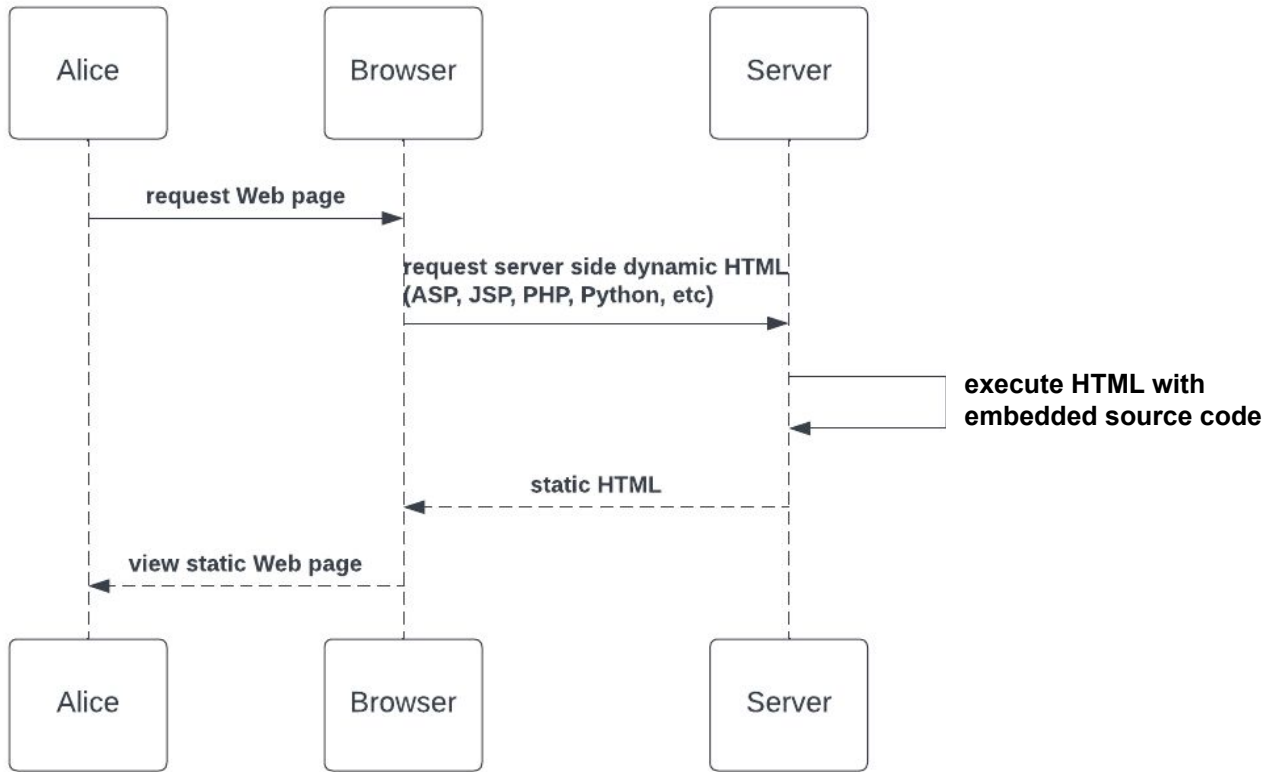 Alice
Browser
Server
request Web page
request server side dynamic HTML
(ASP, JSP, PHP, Python, etc)
execute HTML with
embedded source code
static HTML
view static Web page
Alice
Browser
Server